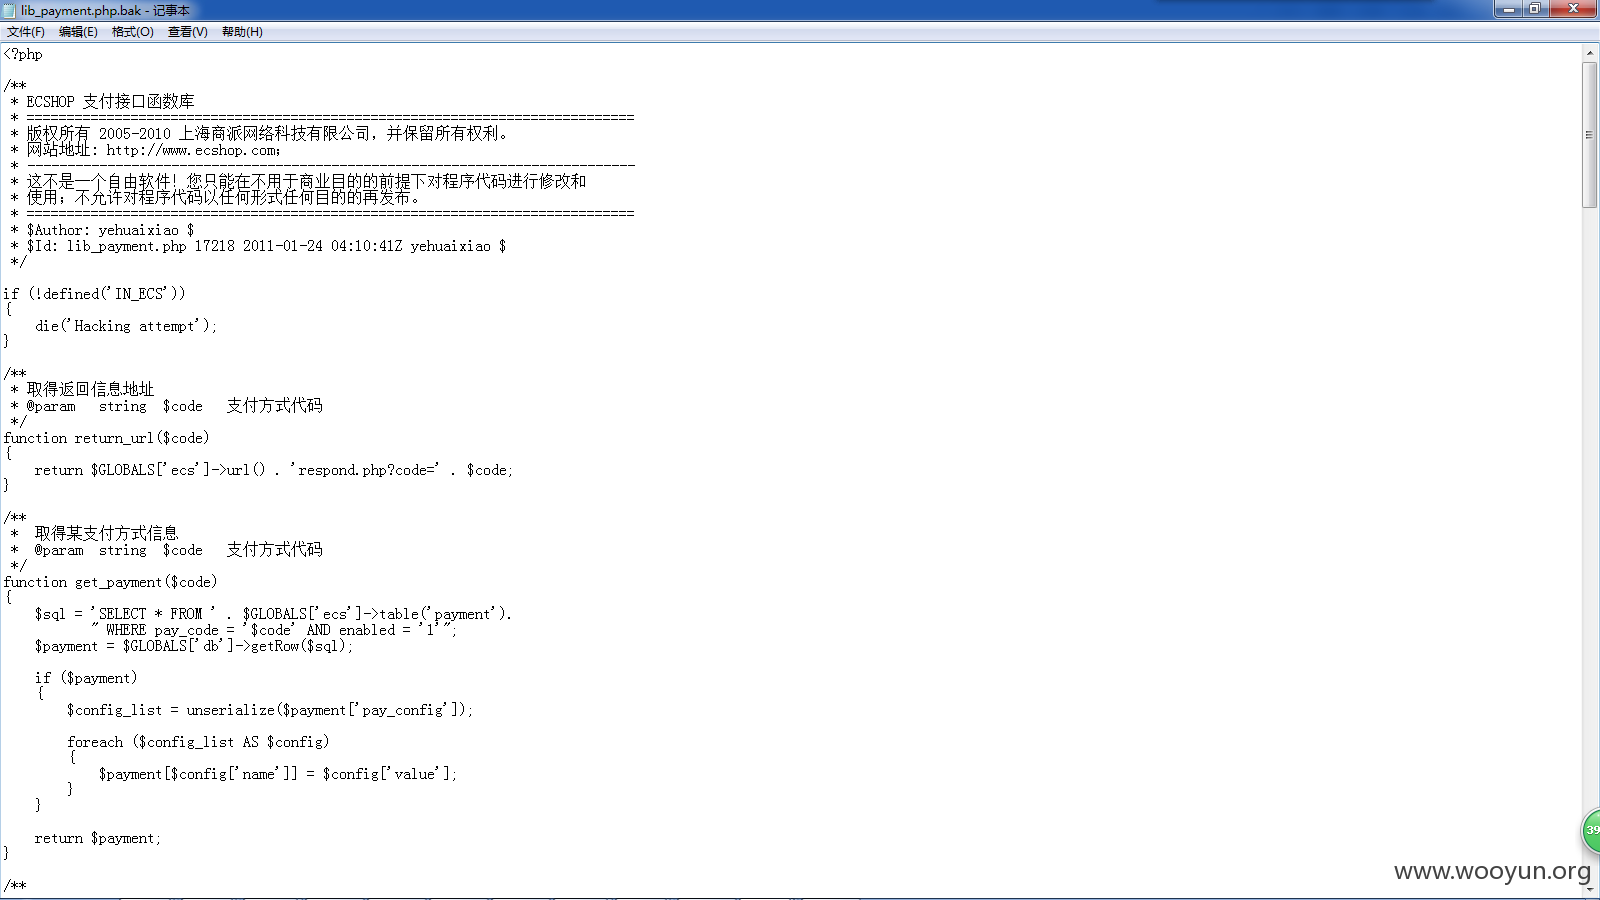 lib_payment.php.bak - 记事本
文件(F) 编辑(E) 格式(O) 查看(V) 帮助(H)
<?php
/**
 * ECSHOP 支付接口函数库
 * ============================================================================
 * 版权所有 2005-2010 上海商派网络科技有限公司，并保留所有权利。
 * 网站地址: http://www.ecshop.com；
 * ----------------------------------------------------------------------------
 * 这不是一个自由软件！您只能在不用于商业目的的前提下对程序代码进行修改和
 * 使用；不允许对程序代码以任何形式任何目的的再发布。
 * ============================================================================
 * $Author: yehuaixiao $
 * $Id: lib_payment.php 17218 2011-01-24 04:10:41Z yehuaixiao $
 */
if (!defined('IN_ECS'))
{
    die('Hacking attempt');
}
/**
 * 取得返回信息地址
 * @param   string  $code   支付方式代码
 */
function return_url($code)
{
    return $GLOBALS['ecs']->url() . 'respond.php?code=' . $code;
}
/**
 *  取得某支付方式信息
 *  @param  string  $code   支付方式代码
 */
function get_payment($code)
{
    $sql = 'SELECT * FROM ' . $GLOBALS['ecs']->table('payment').
           " WHERE pay_code = '$code' AND enabled = '1'";
    $payment = $GLOBALS['db']->getRow($sql);
    if ($payment)
    {
        $config_list = unserialize($payment['pay_config']);
        foreach ($config_list AS $config)
        {
            $payment[$config['name']] = $config['value'];
        }
    }
    return $payment;
}
/**
39
www.wooyun.org